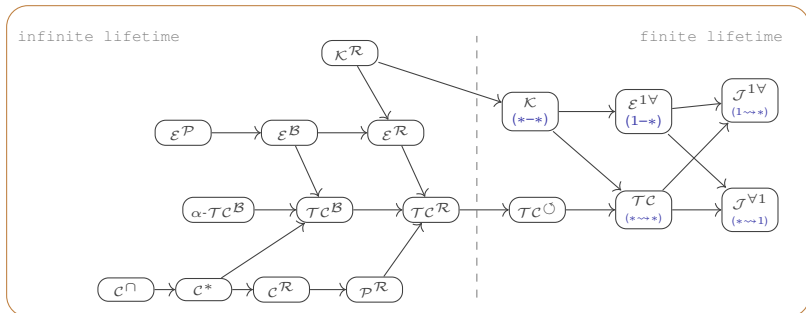 infinite lifetime
finite lifetime
𝒦^ℛ
𝒦
(∗–∗)
ℰ^{1∀}
(1–∗)
𝒥^{1∀}
(1⇝∗)
ℰ^𝒫
ℰ^ℬ
ℰ^ℛ
α-𝒯𝒞^ℬ
𝒯𝒞^ℬ
𝒯𝒞^ℛ
𝒯𝒞^↺
𝒯𝒞
(∗⇝∗)
𝒥^{∀1}
(∗⇝1)
𝒞^∩
𝒞^∗
𝒞^ℛ
𝒫^ℛ